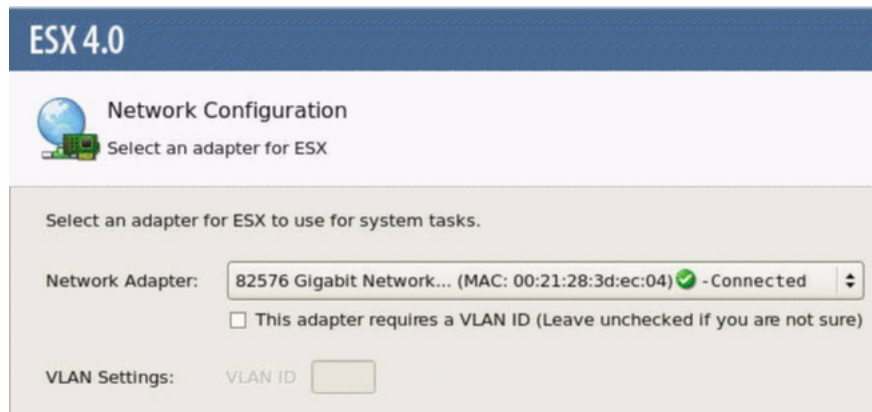 ESX 4.0
Network Configuration
Select an adapter for ESX
Select an adapter for ESX to use for system tasks.
Network Adapter: 82576 Gigabit Network... (MAC: 00:21:28:3d:ec:04) - Connected
This adapter requires a VLAN ID (Leave unchecked if you are not sure)
VLAN Settings: VLAN ID